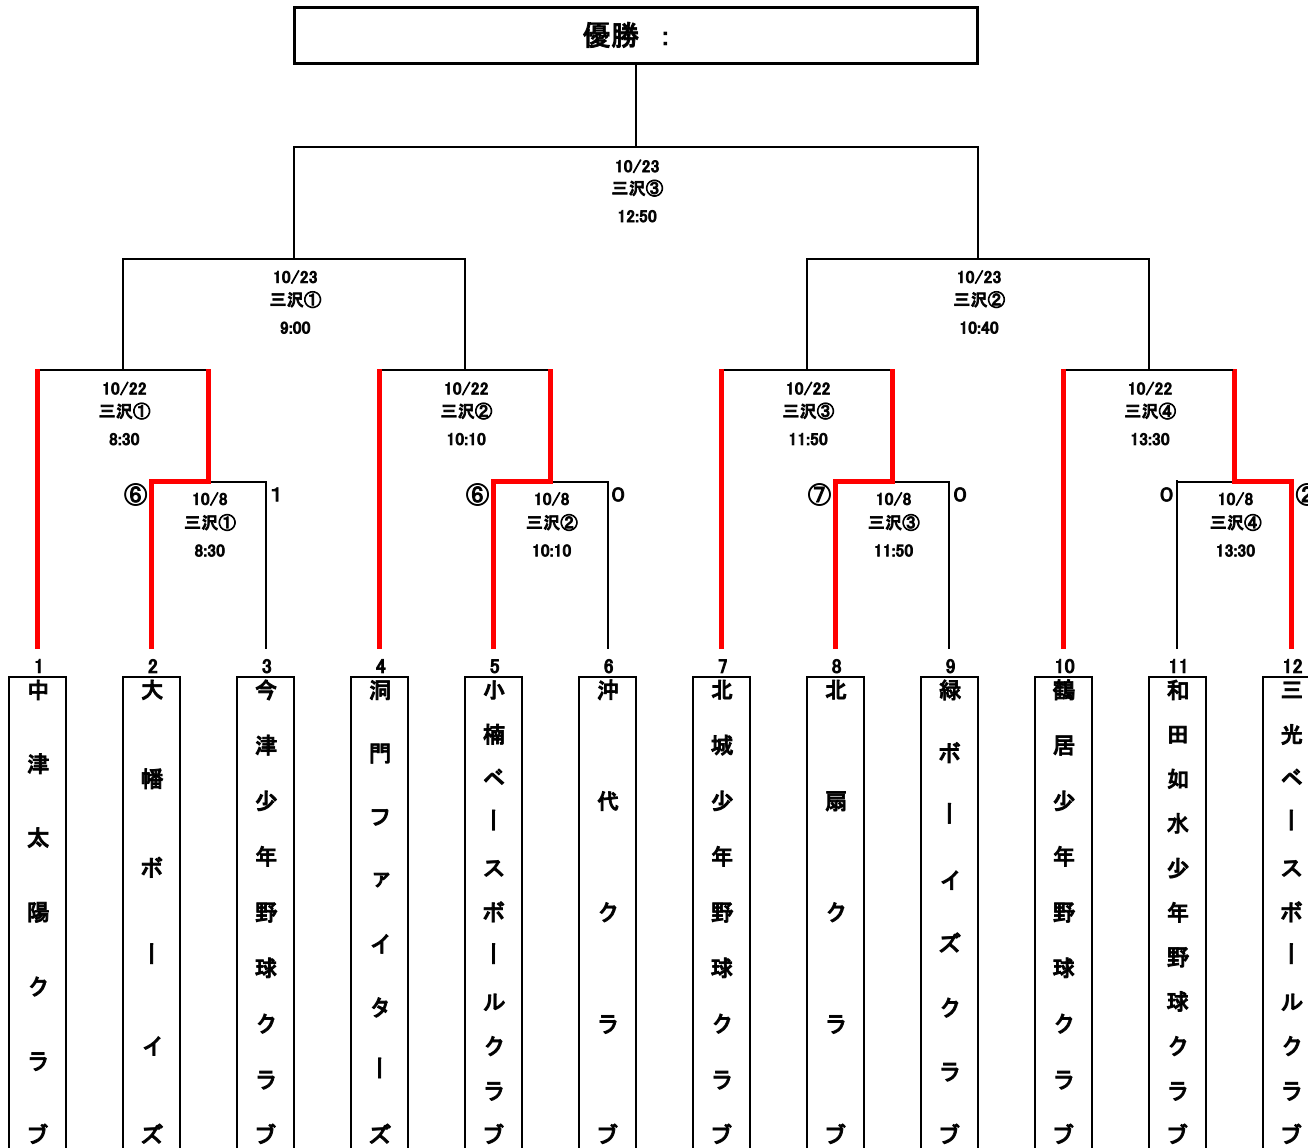 優勝 ：
10/23
三沢③
12:50
10/23
三沢①
9:00
10/23
三沢②
10:40
10/22
三沢①
8:30
10/22
三沢②
10:10
10/22
三沢③
11:50
10/22
三沢④
13:30
⑥
10/8
三沢①
8:30
1
⑥
10/8
三沢②
10:10
0
⑦
10/8
三沢③
11:50
0
0
10/8
三沢④
13:30
②
1
中津太陽クラブ
2
大幡ボーイズ
3
今津少年野球クラブ
4
洞門ファイターズ
5
小楠ベースボールクラブ
6
沖代クラブ
7
北城少年野球クラブ
8
北扇クラブ
9
緑ボーイズクラブ
10
鶴居少年野球クラブ
11
和田如水少年野球クラブ
12
三光ベースボールクラブ